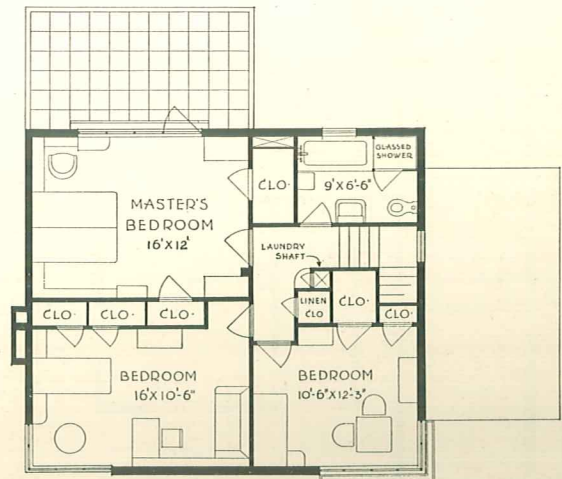 GLASSED
SHOWER
CLO.
9'X6'-6"
MASTER'S
BEDROOM
16'X12'
LAUNDRY
SHAFT
LINEN
CLO
CLO.
CLO.
CLO.
CLO.
CLO.
BEDROOM
16'X10'-6"
BEDROOM
10'-6"X12'-3"